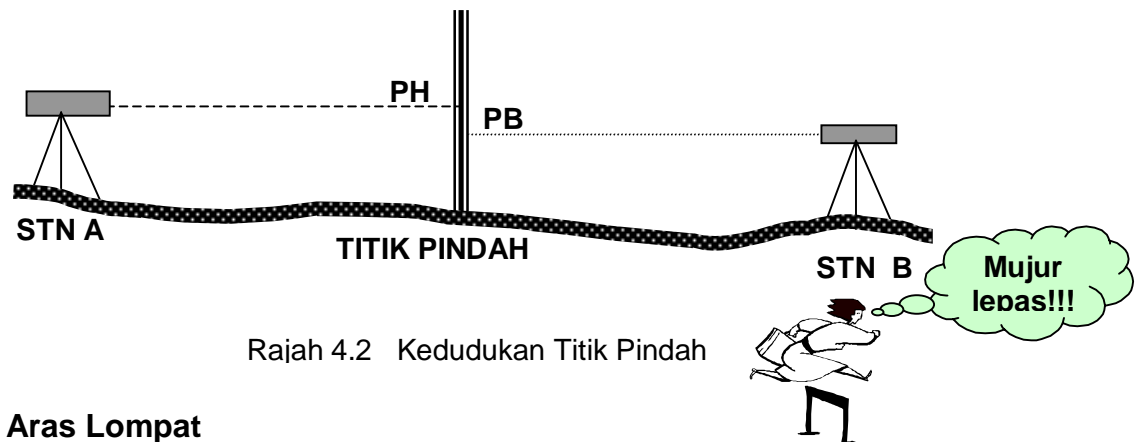 PH
PB
STN A
TITIK PINDAH
STN B
Mujur
lepas!!!
Rajah 4.2 Kedudukan Titik Pindah
Aras Lompat